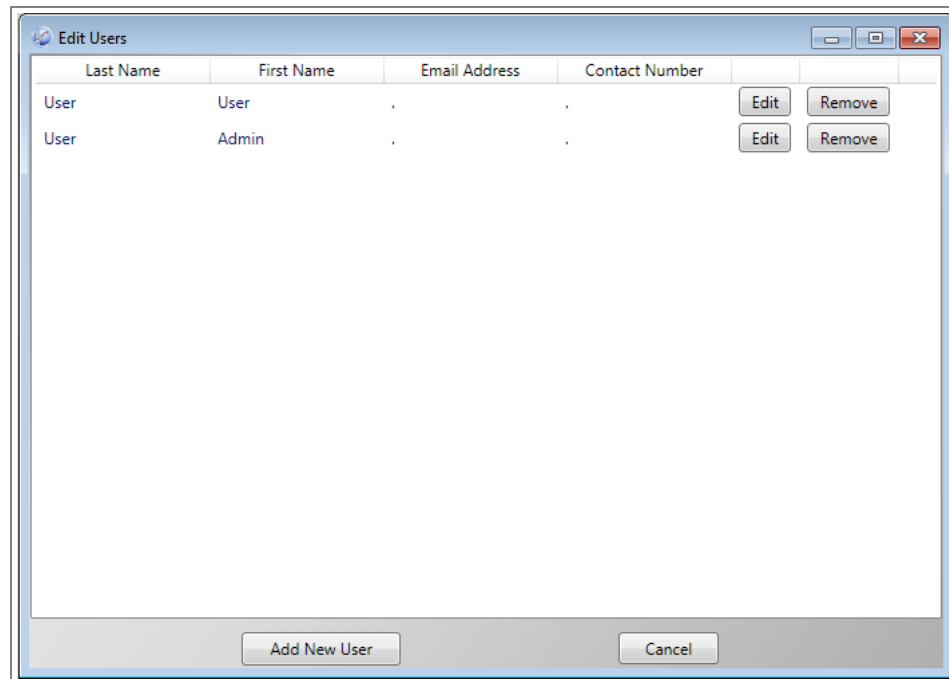 Edit Users
Last Name First Name Email Address Contact Number
User User . . Edit Remove
User Admin . . Edit Remove
Add New User Cancel